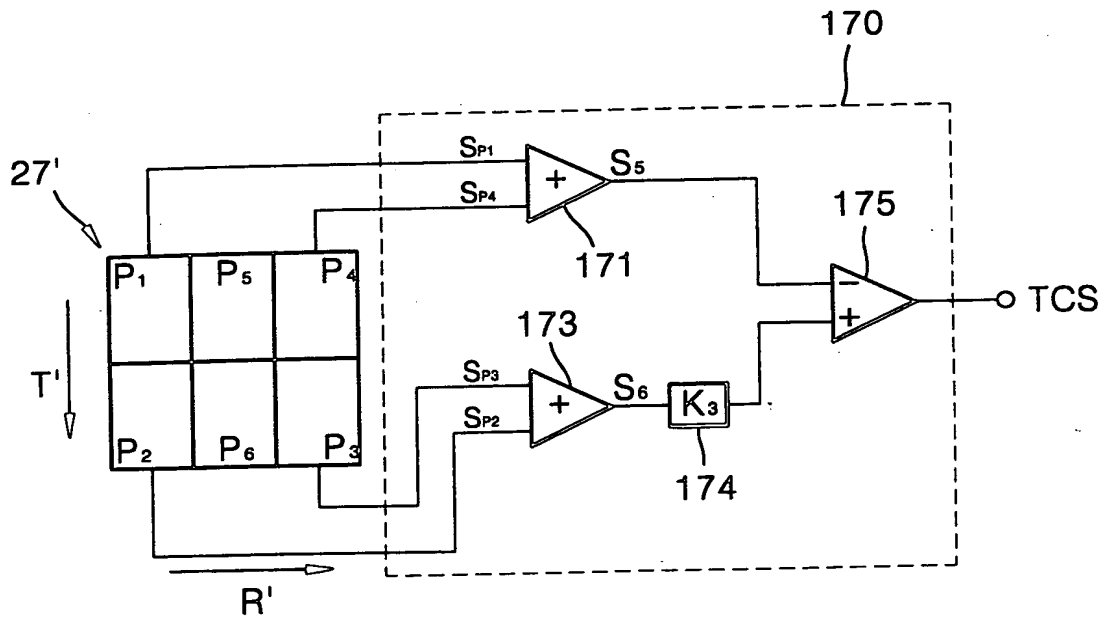 170
27'
SP1
S5
SP4
+
171
175
P1 P5 P4
−
+
TCS
T'
173
SP3
S6
K3
SP2
+
174
P2 P6 P3
R'